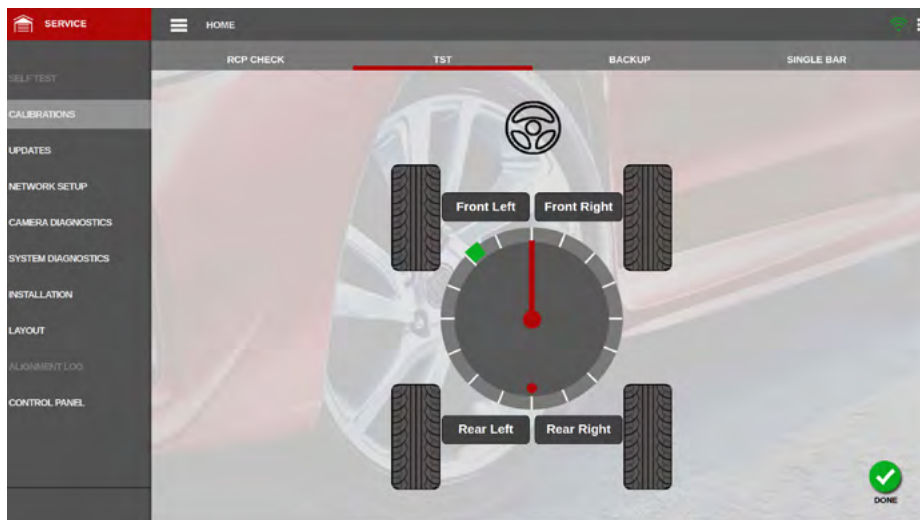 SERVICE
HOME
RCP CHECK
TST
BACKUP
SINGLE BAR
SELF TEST
CALIBRATIONS
UPDATES
NETWORK SETUP
CAMERA DIAGNOSTICS
SYSTEM DIAGNOSTICS
INSTALLATION
LAYOUT
ALIGNMENT LOG
CONTROL PANEL
Front Left
Front Right
Rear Left
Rear Right
DONE